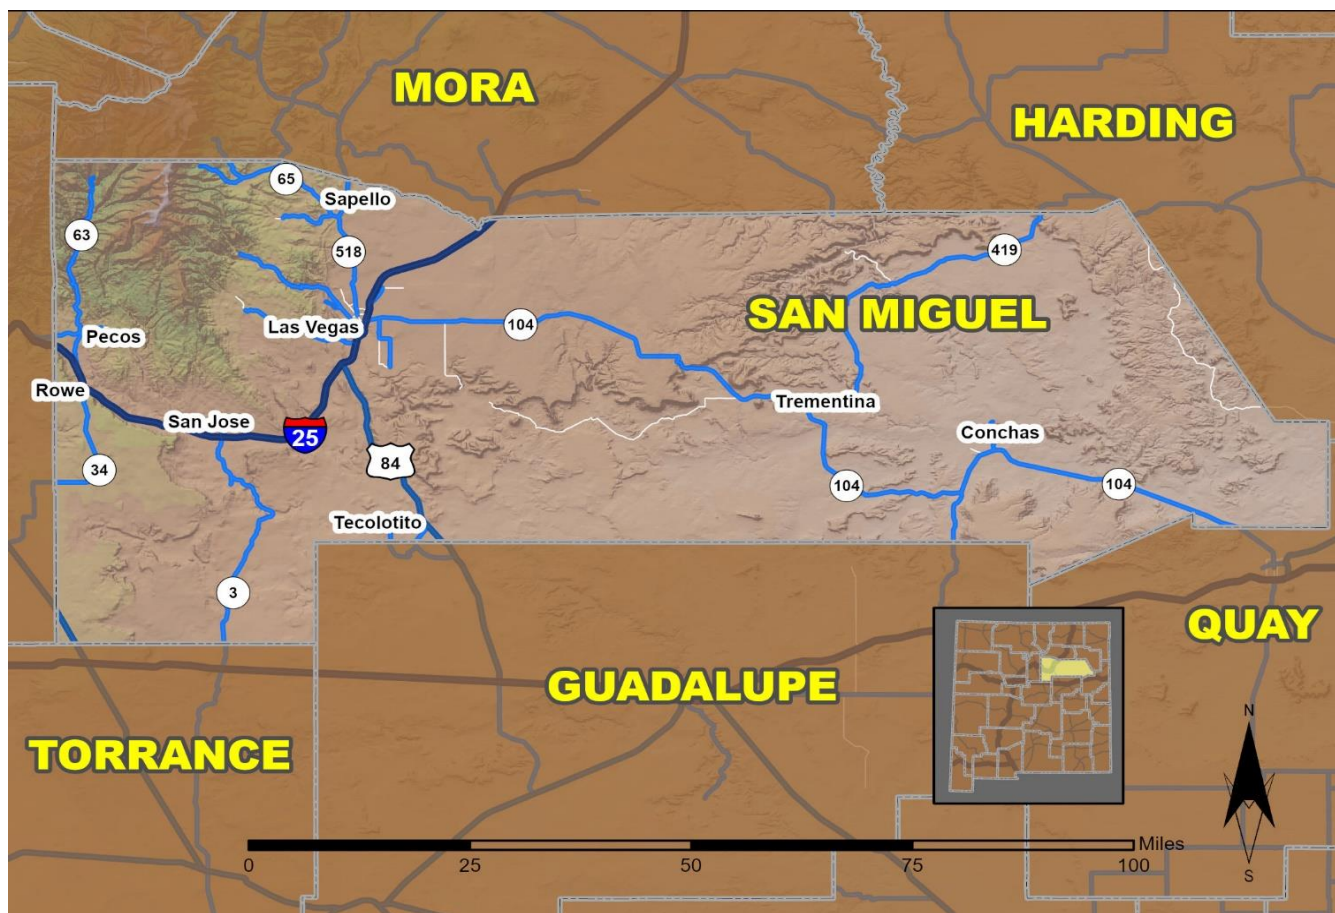 MORA
HARDING
65
Sapello
63
518
419
SAN MIGUEL
Las Vegas
104
Pecos
Rowe
San Jose
Trementina
25
Conchas
84
34
104
104
Tecolotito
3
QUAY
GUADALUPE
TORRANCE
N
S
Miles
0 25 50 75 100